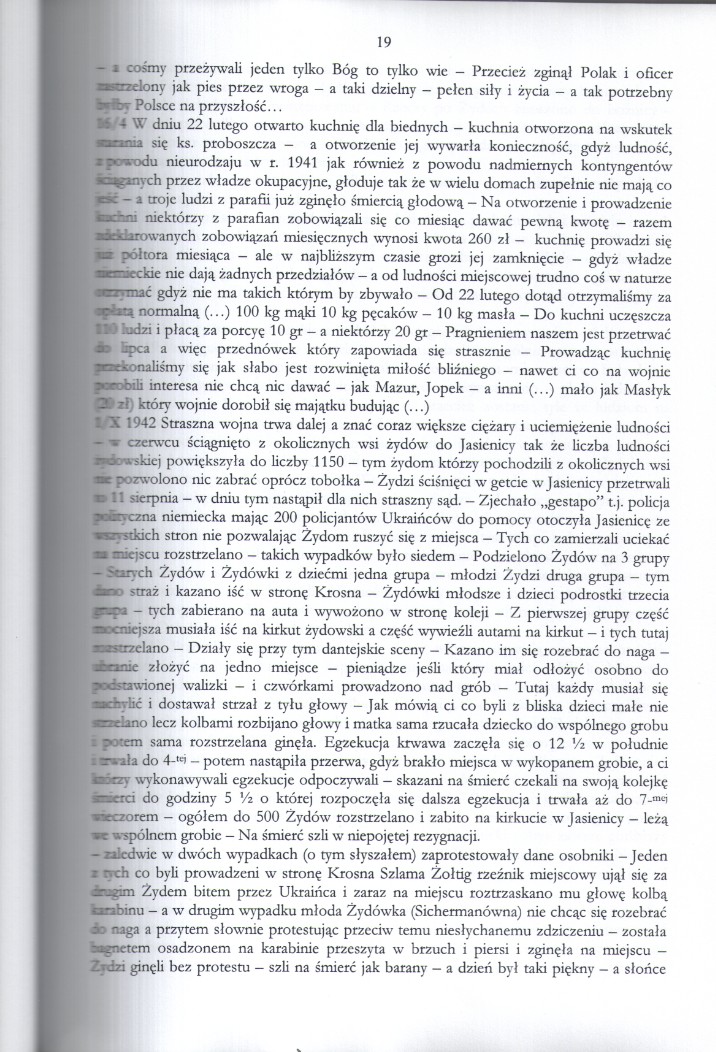 19
– a cośmy przeżywali jeden tylko Bóg to tylko wie – Przecież zginął Polak i oficer
zastrzelony jak pies przez wroga – a taki dzielny – pełen siły i życia – a tak potrzebny
byłby Polsce na przyszłość…
16/4 W dniu 22 lutego otwarto kuchnię dla biednych – kuchnia otworzona na wskutek
starania się ks. proboszcza – a otworzenie jej wywarła konieczność, gdyż ludność,
z powodu nieurodzaju w r. 1941 jak również z powodu nadmiernych kontyngentów
ściąganych przez władze okupacyjne, głoduje tak że w wielu domach zupełnie nie mają co
jeść – a troje ludzi z parafii już zginęło śmiercią głodową – Na otworzenie i prowadzenie
kuchni niektórzy z parafian zobowiązali się co miesiąc dawać pewną kwotę – razem
zdeklarowanych zobowiązań miesięcznych wynosi kwota 260 zł – kuchnię prowadzi się
już półtora miesiąca – ale w najbliższym czasie grozi jej zamknięcie – gdyż władze
niemieckie nie dają żadnych przedziałów – a od ludności miejscowej trudno coś w naturze
otrzymać gdyż nie ma takich którym by zbywało – Od 22 lutego dotąd otrzymaliśmy za
opłatą normalną (…) 100 kg mąki 10 kg pęcaków – 10 kg masła – Do kuchni uczęszcza
110 ludzi i płacą za porcyę 10 gr – a niektórzy 20 gr – Pragnieniem naszem jest przetrwać
do lipca a więc przednówek który zapowiada się strasznie – Prowadząc kuchnię
przekonaliśmy się jak słabo jest rozwinięta miłość bliźniego – nawet ci co na wojnie
porobili interesa nie chcą nic dawać – jak Mazur, Jopek – a inni (…) mało jak Masłyk
(20 zł) który wojnie dorobił się majątku budując (…)
1/X 1942 Straszna wojna trwa dalej a znać coraz większe ciężary i uciemiężenie ludności
– w czerwcu ściągnięto z okolicznych wsi żydów do Jasienicy tak że liczba ludności
żydowskiej powiększyła do liczby 1150 – tym żydom którzy pochodzili z okolicznych wsi
nie pozwolono nic zabrać oprócz tobołka – Żydzi ściśnięci w getcie w Jasienicy przetrwali
do 11 sierpnia – w dniu tym nastąpił dla nich straszny sąd. – Zjechało „gestapo” t.j. policja
polityczna niemiecka mając 200 policjantów Ukraińców do pomocy otoczyła Jasienicę ze
wszystkich stron nie pozwalając Żydom ruszyć się z miejsca – Tych co zamierzali uciekać
na miejscu rozstrzelano – takich wypadków było siedem – Podzielono Żydów na 3 grupy
– Starych Żydów i Żydówki z dziećmi jedna grupa – młodzi Żydzi druga grupa – tym
dano straż i kazano iść w stronę Krosna – Żydówki młodsze i dzieci podrostki trzecia
grupa – tych zabierano na auta i wywożono w stronę koleji – Z pierwszej grupy część
mocniejsza musiała iść na kirkut żydowski a część wywieźli autami na kirkut – i tych tutaj
rozstrzelano – Działy się przy tym dantejskie sceny – Kazano im się rozebrać do naga –
ubranie złożyć na jedno miejsce – pieniądze jeśli który miał odłożyć osobno do
podstawionej walizki – i czwórkami prowadzono nad grób – Tutaj każdy musiał się
nachylić i dostawał strzał z tyłu głowy – Jak mówią ci co byli z bliska dzieci małe nie
strzelano lecz kolbami rozbijano głowy i matka sama rzucała dziecko do wspólnego grobu
i potem sama rozstrzelana ginęła. Egzekucja krwawa zaczęła się o 12 ½ w południe
i trwała do 4-tej – potem nastąpiła przerwa, gdyż brakło miejsca w wykopanem grobie, a ci
którzy wykonawywali egzekucje odpoczywali – skazani na śmierć czekali na swoją kolejkę
śmierci do godziny 5 ½ o której rozpoczęła się dalsza egzekucja i trwała aż do 7-mej
wieczorem – ogółem do 500 Żydów rozstrzelano i zabito na kirkucie w Jasienicy – leżą
we wspólnem grobie – Na śmierć szli w niepojętej rezygnacji.
– zaledwie w dwóch wypadkach (o tym słyszałem) zaprotestowały dane osobniki – Jeden
z tych co byli prowadzeni w stronę Krosna Szlama Żołtig rzeźnik miejscowy ujął się za
drugim Żydem bitem przez Ukraińca i zaraz na miejscu roztrzaskano mu głowę kolbą
karabinu – a w drugim wypadku młoda Żydówka (Sichermanówna) nie chcąc się rozebrać
do naga a przytem słownie protestując przeciw temu niesłychanemu zdziczeniu – została
bagnetem osadzonem na karabinie przeszyta w brzuch i piersi i zginęła na miejscu –
Żydzi ginęli bez protestu – szli na śmierć jak barany – a dzień był taki piękny – a słońce